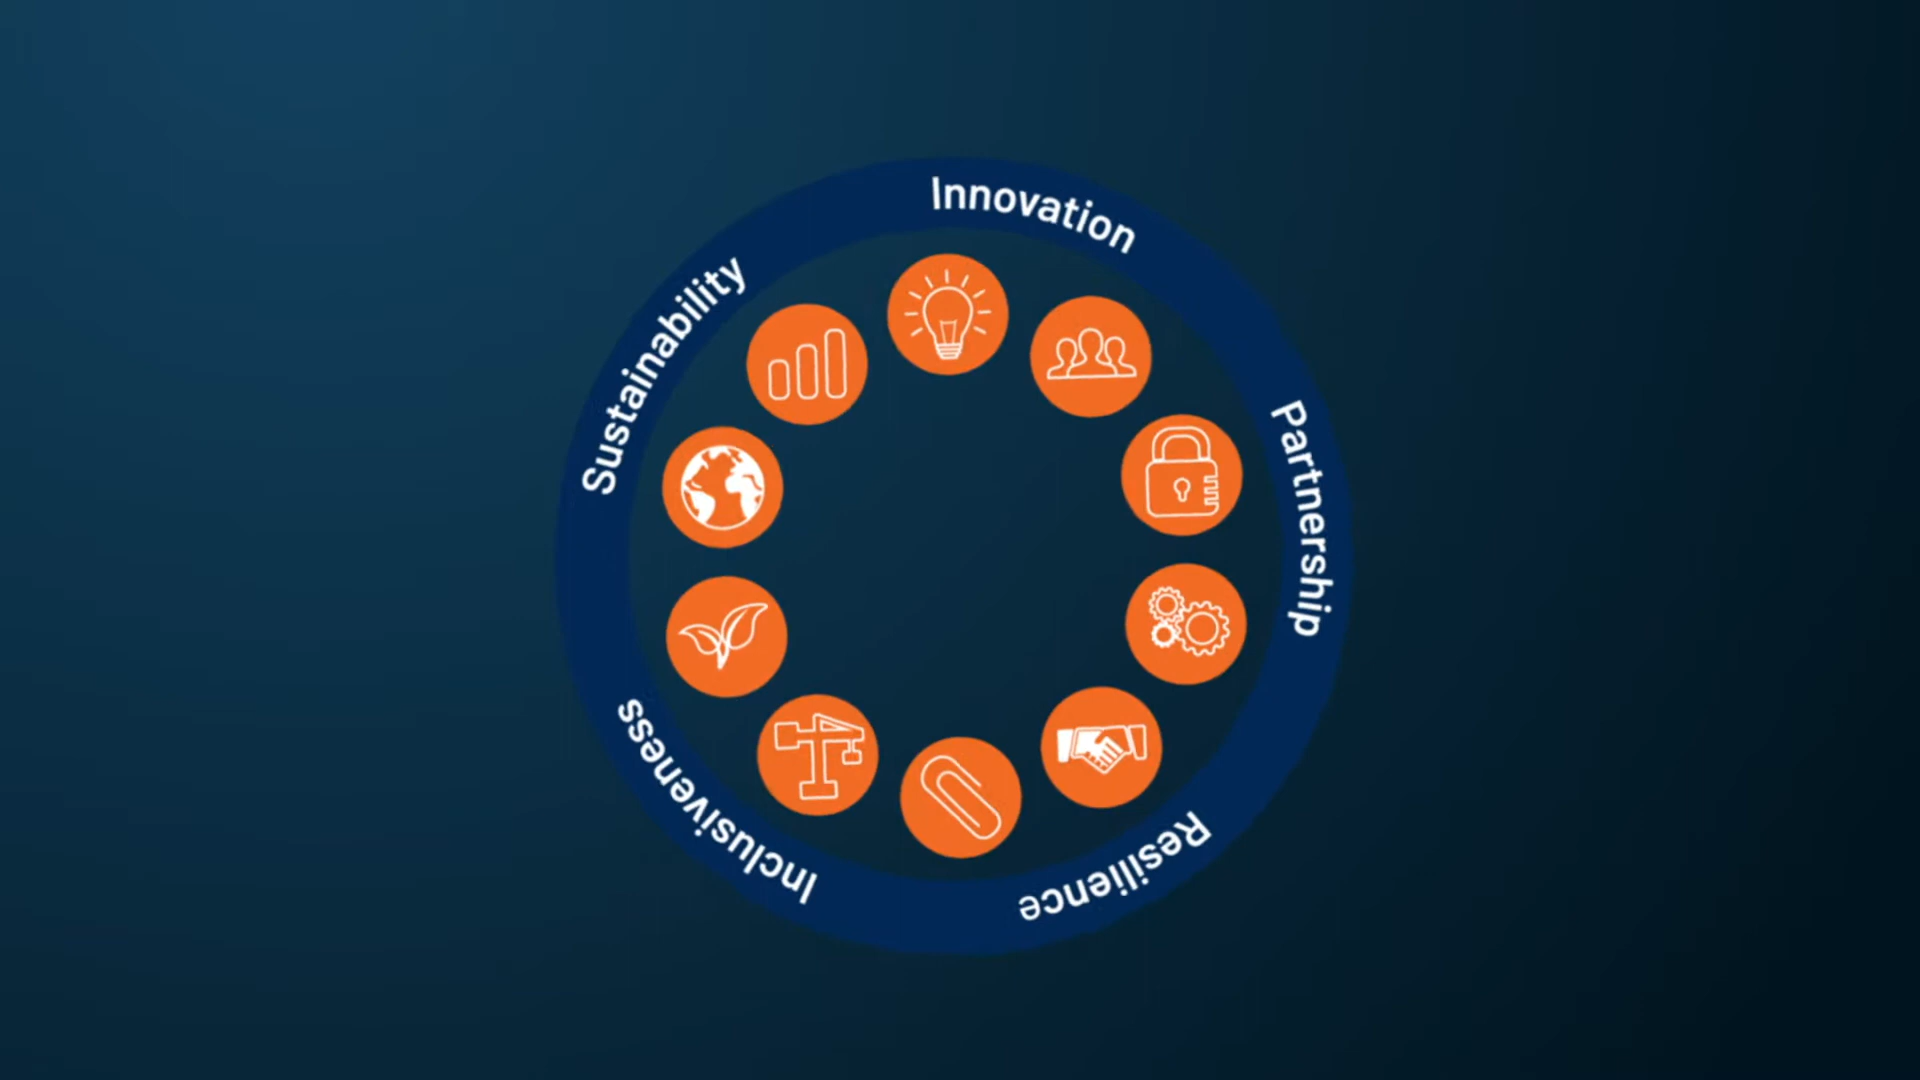 Innovation
Partnership
Resilience
Inclusiveness
Sustainability